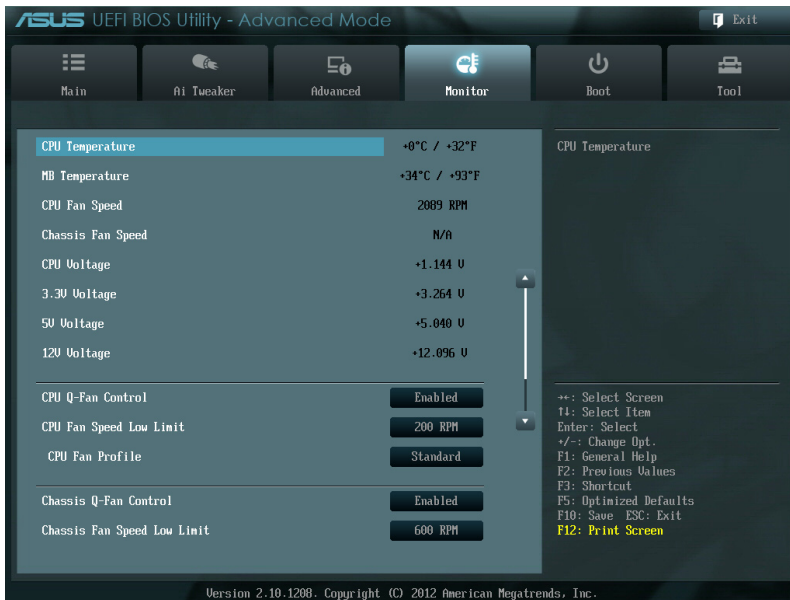 ASUS UEFI BIOS Utility - Advanced Mode
Exit
Main
Ai Tweaker
Advanced
Monitor
Boot
Tool
CPU Temperature +0°C / +32°F
MB Temperature +34°C / +93°F
CPU Fan Speed 2089 RPM
Chassis Fan Speed N/A
CPU Voltage +1.144 V
3.3V Voltage +3.264 V
5V Voltage +5.040 V
12V Voltage +12.096 V
CPU Q-Fan Control Enabled
CPU Fan Speed Low Limit 200 RPM
CPU Fan Profile Standard
Chassis Q-Fan Control Enabled
Chassis Fan Speed Low Limit 600 RPM
CPU Temperature
→←: Select Screen
↑↓: Select Item
Enter: Select
+/-: Change Opt.
F1: General Help
F2: Previous Values
F3: Shortcut
F5: Optimized Defaults
F10: Save ESC: Exit
F12: Print Screen
Version 2.10.1208. Copyright (C) 2012 American Megatrends, Inc.